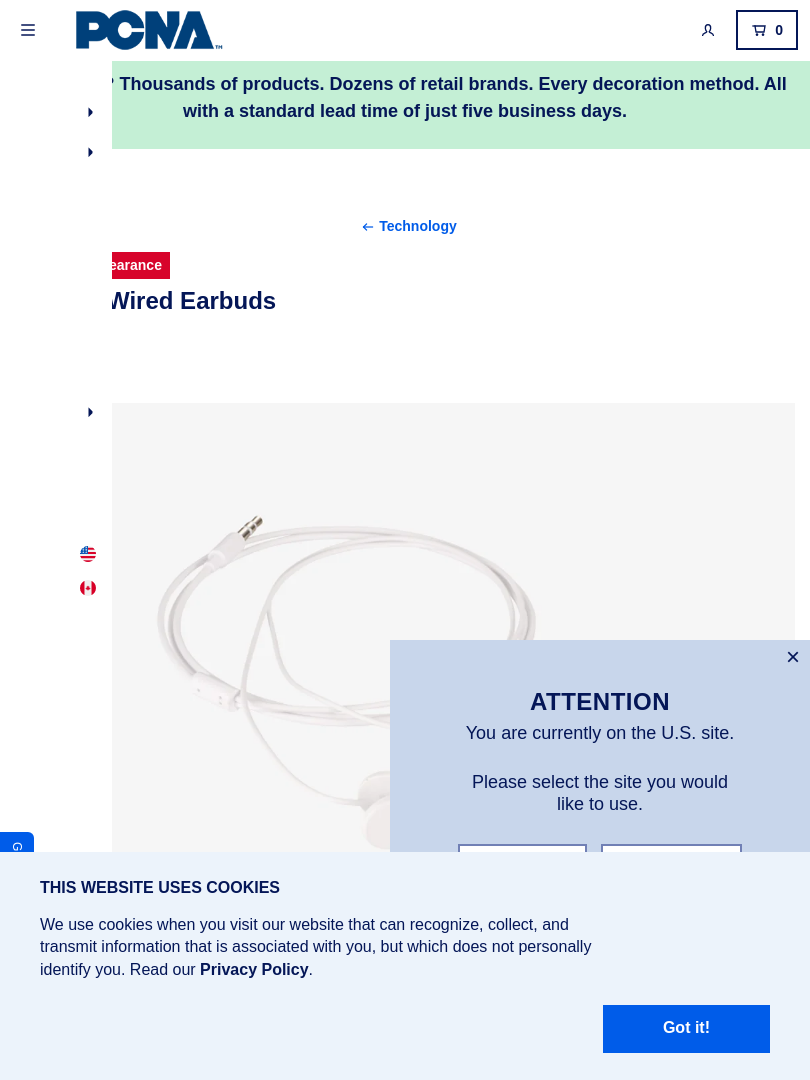 PCNA™
0
? Thousands of products. Dozens of retail brands. Every decoration method. All
with a standard lead time of just five business days.
← Technology
earance
Wired Earbuds
×
ATTENTION
You are currently on the U.S. site.
Please select the site you would
like to use.
G
THIS WEBSITE USES COOKIES
We use cookies when you visit our website that can recognize, collect, and
transmit information that is associated with you, but which does not personally
identify you. Read our Privacy Policy.
Got it!